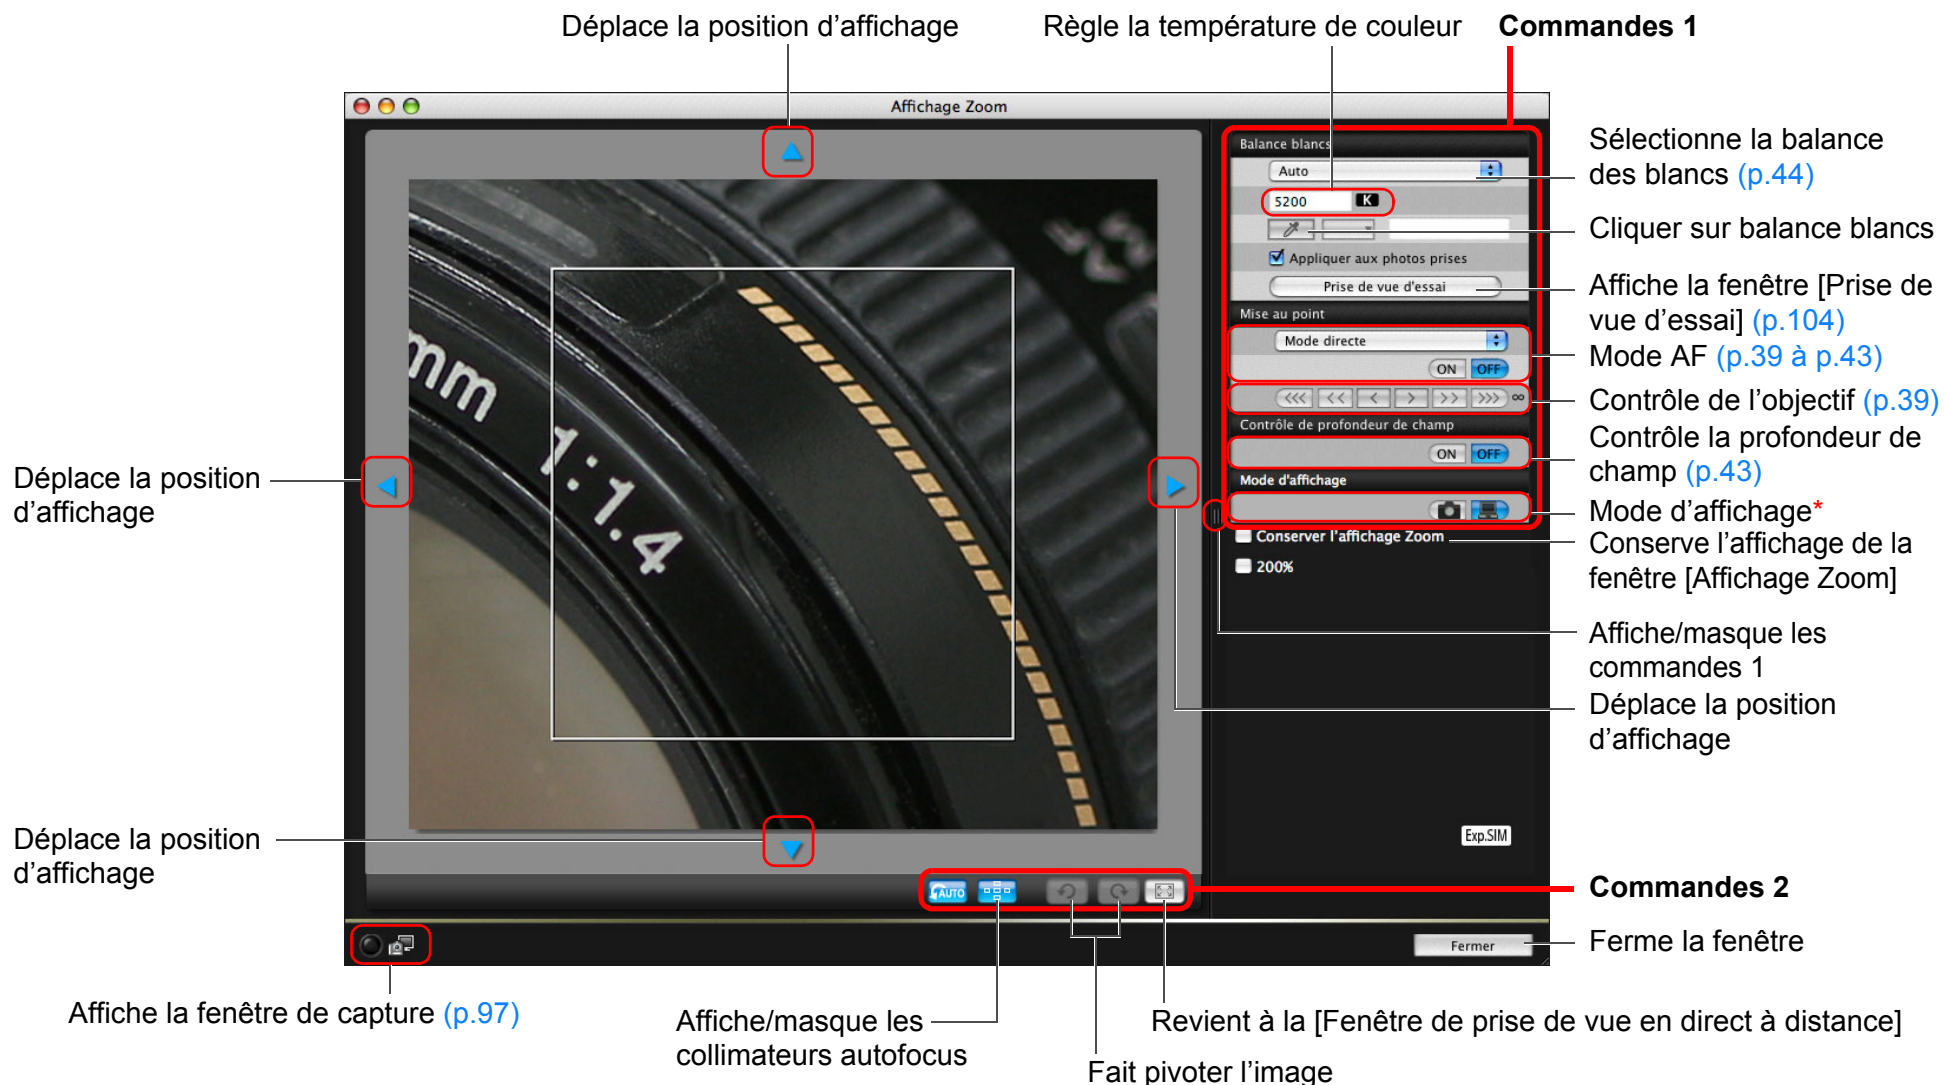 Déplace la position d’affichage
Règle la température de couleur
Commandes 1
Affichage Zoom
Balance blancs
Auto
5200 K
Appliquer aux photos prises
Prise de vue d'essai
Mise au point
Mode directe
ON OFF
<<< << < > >> >>> ∞
Contrôle de profondeur de champ
ON OFF
Mode d'affichage
Conserver l'affichage Zoom
200%
Exp.SIM
mm 1:1.4
AUTO
Fermer
Sélectionne la balance
des blancs (p.44)
Cliquer sur balance blancs
Affiche la fenêtre [Prise de
vue d’essai] (p.104)
Mode AF (p.39 à p.43)
Contrôle de l’objectif (p.39)
Contrôle la profondeur de
champ (p.43)
Mode d’affichage*
Conserve l’affichage de la
fenêtre [Affichage Zoom]
Affiche/masque les
commandes 1
Déplace la position
d’affichage
Commandes 2
Ferme la fenêtre
Déplace la position
d’affichage
Déplace la position
d’affichage
Affiche la fenêtre de capture (p.97)
Affiche/masque les
collimateurs autofocus
Revient à la [Fenêtre de prise de vue en direct à distance]
Fait pivoter l’image